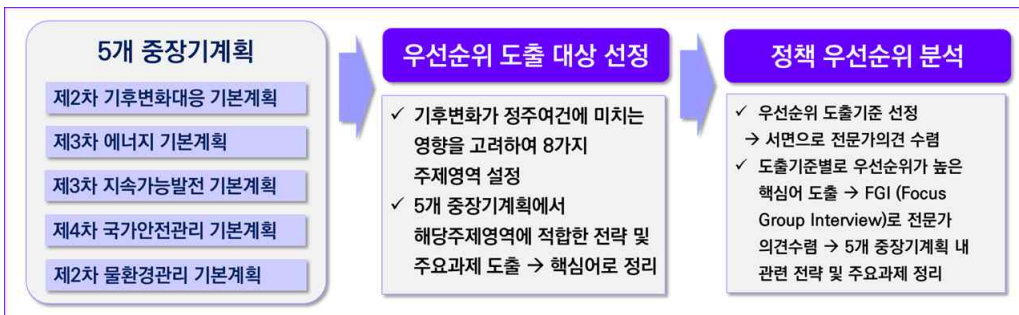 5개 중장기계획
제2차 기후변화대응 기본계획
제3차 에너지 기본계획
제3차 지속가능발전 기본계획
제4차 국가안전관리 기본계획
제2차 물환경관리 기본계획
우선순위 도출 대상 선정
✓ 기후변화가 정주여건에 미치는
영향을 고려하여 8가지
주제영역 설정
✓ 5개 중장기계획에서
해당주제영역에 적합한 전략 및
주요과제 도출 → 핵심어로 정리
정책 우선순위 분석
✓ 우선순위 도출기준 선정
→ 서면으로 전문가의견 수렴
✓ 도출기준별로 우선순위가 높은
핵심어 도출 → FGI (Focus
Group Interview)로 전문가
의견수렴 → 5개 중장기계획 내
관련 전략 및 주요과제 정리